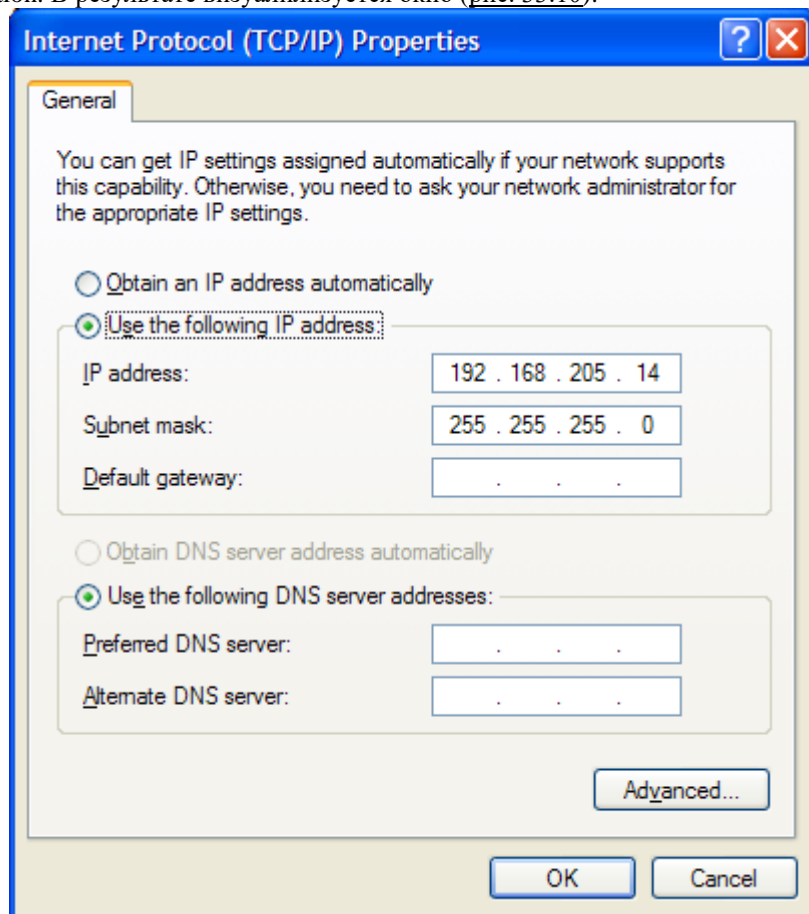 В результате визуализируется окно
Internet Protocol (TCP/IP) Properties
General
You can get IP settings assigned automatically if your network supports
this capability. Otherwise, you need to ask your network administrator for
the appropriate IP settings.
Obtain an IP address automatically
Use the following IP address:
IP address: 192 . 168 . 205 . 14
Subnet mask: 255 . 255 . 255 . 0
Default gateway: . . .
Obtain DNS server address automatically
Use the following DNS server addresses:
Preferred DNS server: . . .
Alternate DNS server: . . .
Advanced...
OK Cancel